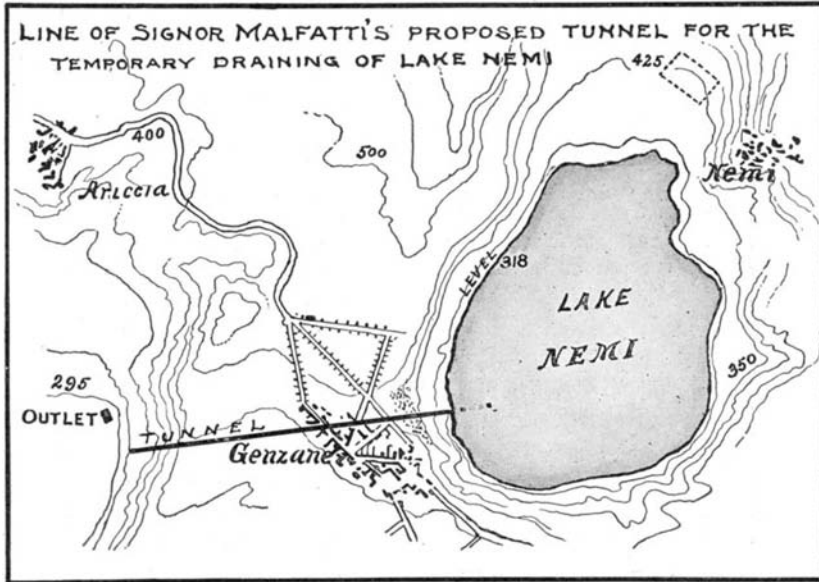 LINE OF SIGNOR MALFATTI'S PROPOSED TUNNEL FOR THE
TEMPORARY DRAINING OF LAKE NEMI
425
400
500
Nemi
Ariccia
LEVEL 318
LAKE
NEMI
350
295
OUTLET
TUNNEL
Genzane